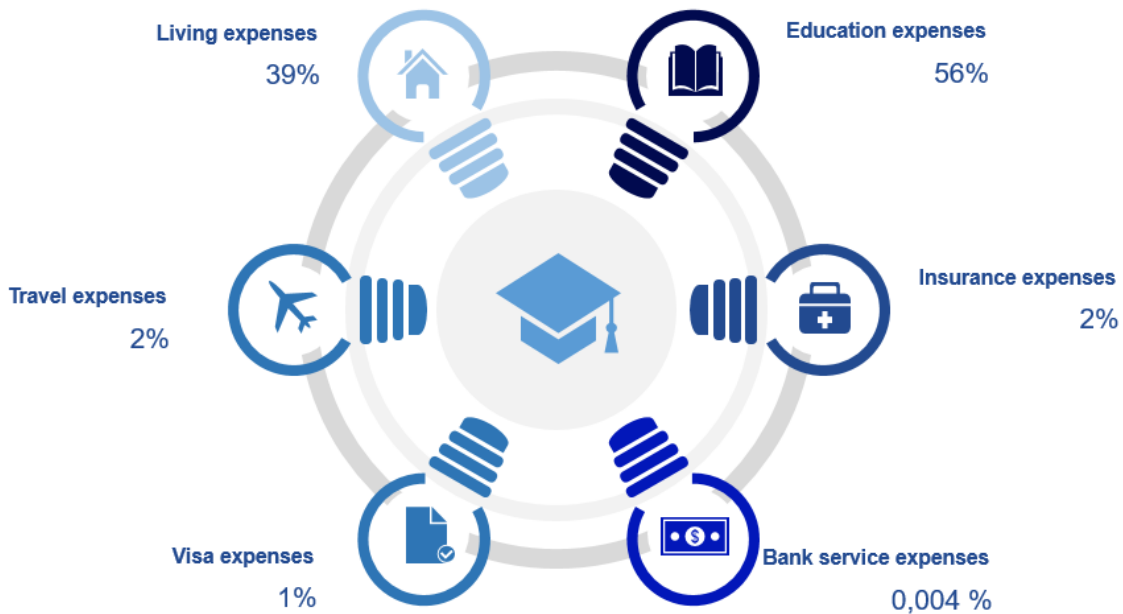 Living expenses
39%
Education expenses
56%
Travel expenses
2%
Insurance expenses
2%
Visa expenses
1%
$
Bank service expenses
0,004 %